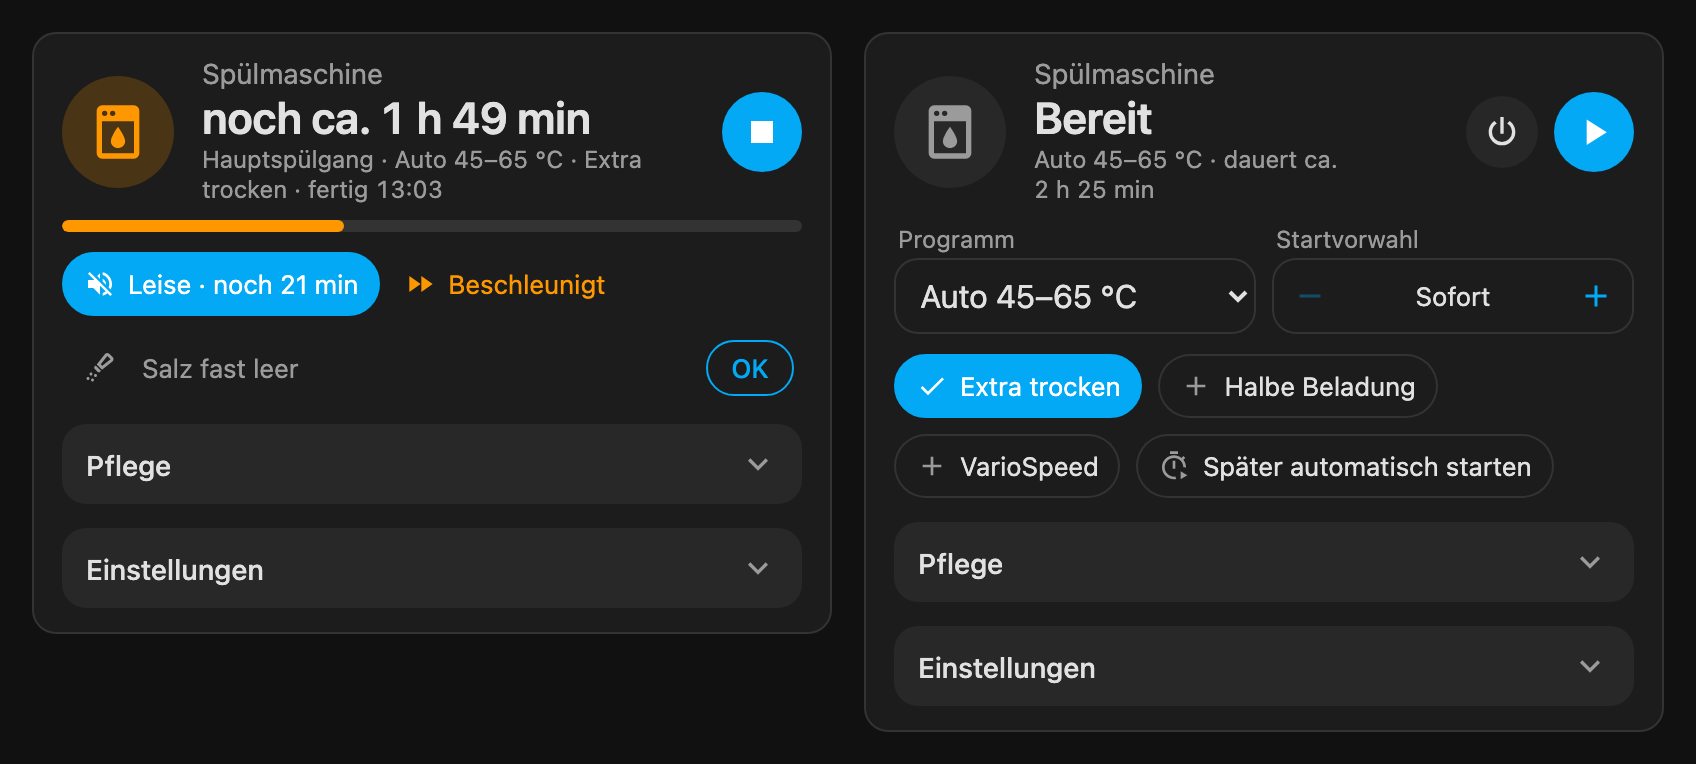 Spülmaschine
noch ca. 1 h 49 min
Hauptspülgang · Auto 45–65 °C · Extra
trocken · fertig 13:03
Leise · noch 21 min
Beschleunigt
Salz fast leer
OK
Pflege
Einstellungen
Spülmaschine
Bereit
Auto 45–65 °C · dauert ca.
2 h 25 min
Programm
Startvorwahl
Auto 45–65 °C
Sofort
Extra trocken
Halbe Beladung
VarioSpeed
Später automatisch starten
Pflege
Einstellungen